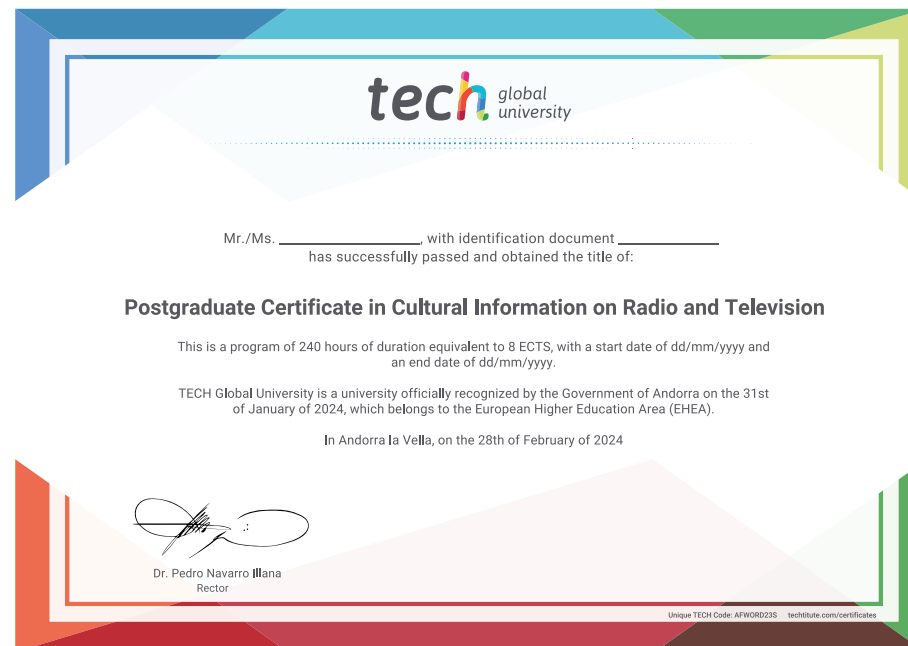 tech global university
Mr./Ms. ____________, with identification document ____________
has successfully passed and obtained the title of:
Postgraduate Certificate in Cultural Information on Radio and Television
This is a program of 240 hours of duration equivalent to 8 ECTS, with a start date of dd/mm/yyyy and
an end date of dd/mm/yyyy.
TECH Global University is a university officially recognized by the Government of Andorra on the 31st
of January of 2024, which belongs to the European Higher Education Area (EHEA).
In Andorra la Vella, on the 28th of February of 2024
Dr. Pedro Navarro Illana
Rector
Unique TECH Code: AFWORD23S techtitute.com/certificates